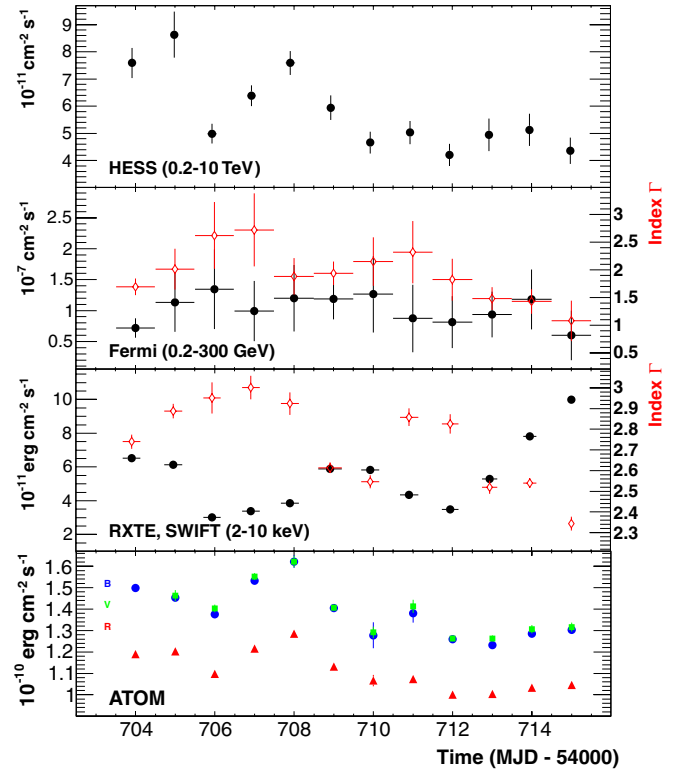 9
8
7
6
5
4
10⁻¹¹ cm⁻² s⁻¹
HESS (0.2-10 TeV)
2.5
2
1.5
1
0.5
10⁻⁷ cm⁻² s⁻¹
Fermi (0.2-300 GeV)
3
2.5
2
1.5
1
0.5
Index Γ
10
8
6
4
2
10⁻¹¹ erg cm⁻² s⁻¹
RXTE, SWIFT (2-10 keV)
3
2.9
2.8
2.7
2.6
2.5
2.4
2.3
Index Γ
1.6
1.5
1.4
1.3
1.2
1.1
1
10⁻¹⁰ erg cm⁻² s⁻¹
B
V
R
ATOM
704 706 708 710 712 714
Time (MJD - 54000)